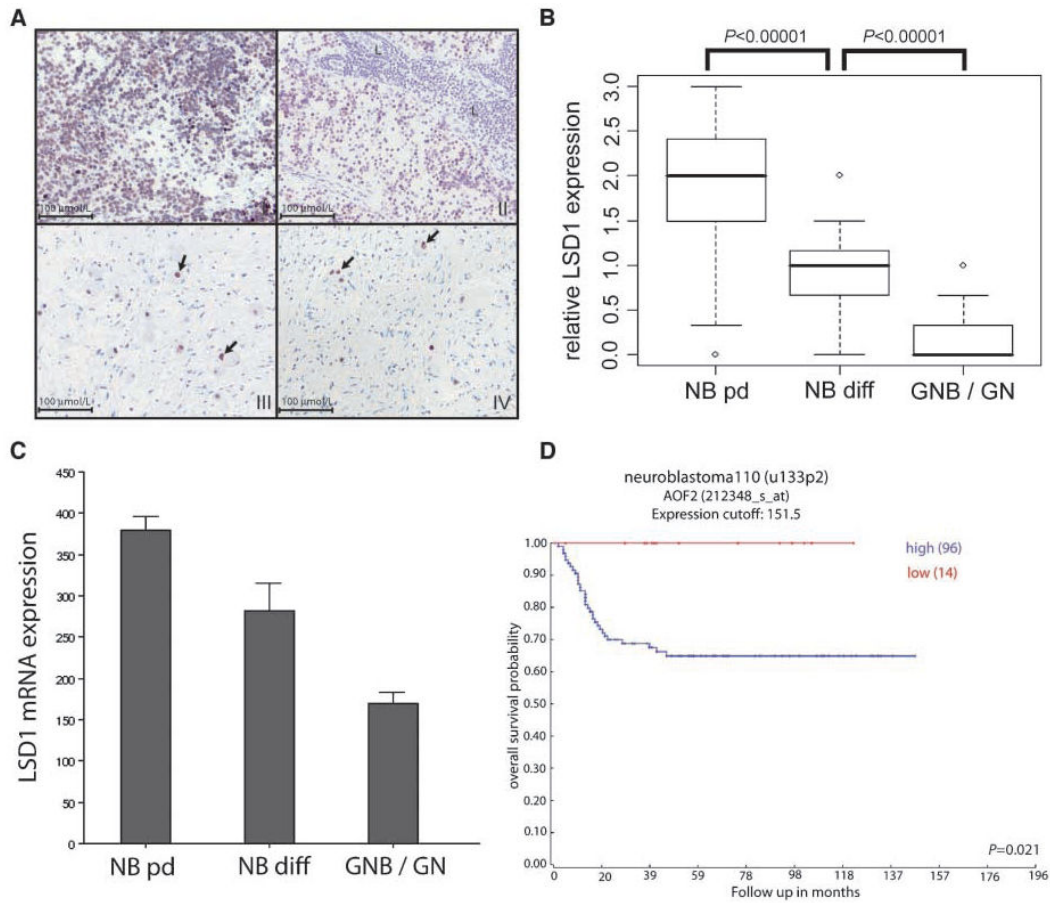 A
L
L
100 µmol/L
100 µmol/L
II
100 µmol/L
III
100 µmol/L
IV
B
P<0.00001
P<0.00001
relative LSD1 expression
3.0
2.5
2.0
1.5
1.0
0.5
0.0
NB pd
NB diff
GNB / GN
C
LSD1 mRNA expression
450
400
350
300
250
200
150
100
50
0
NB pd
NB diff
GNB / GN
D
neuroblastoma110 (u133p2)
AOF2 (212348_s_at)
Expression cutoff: 151.5
high (96)
low (14)
overall survival probability
1.00
0.90
0.80
0.70
0.60
0.50
0.40
0.30
0.20
0.10
0.00
P=0.021
0 20 39 59 78 98 118 137 157 176 196
Follow up in months